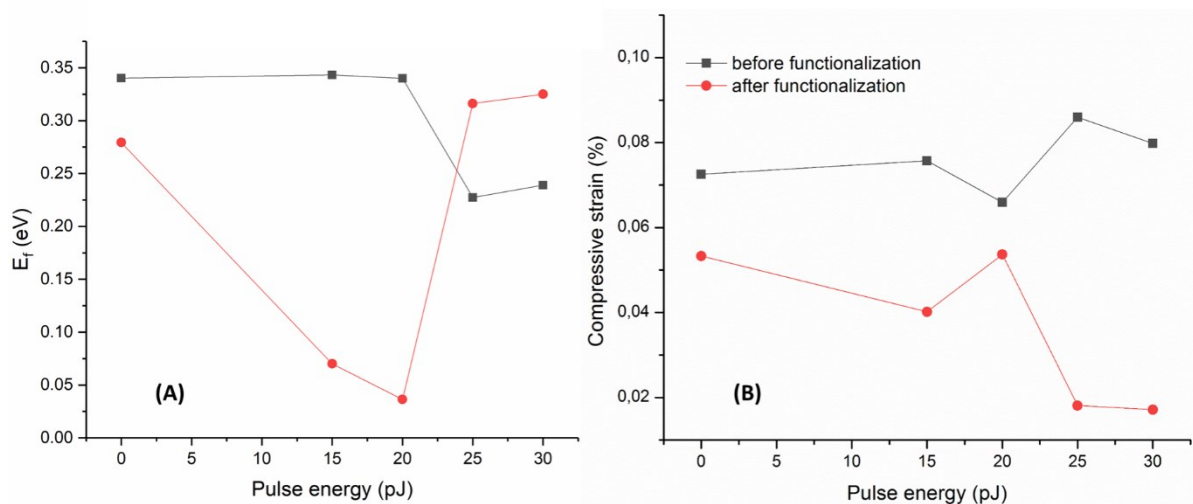 0.35
0.30
0.25
0.20
0.15
0.10
0.05
0.00
E_f (eV)
0 5 10 15 20 25 30
Pulse energy (pJ)
(A)
0,10
0,08
0,06
0,04
0,02
Compressive strain (%)
before functionalization
after functionalization
(B)
0 5 10 15 20 25 30
Pulse energy (pJ)